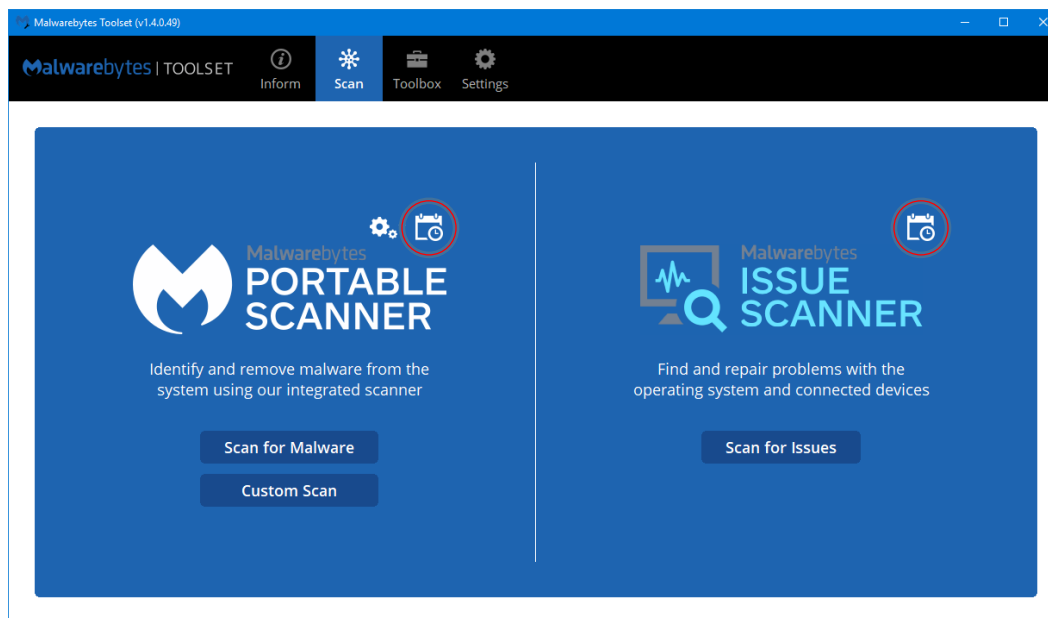 Malwarebytes Toolset (v1.4.0.49)
Malwarebytes | TOOLSET
Inform
Scan
Toolbox
Settings
Malwarebytes
PORTABLE
SCANNER
Identify and remove malware from the
system using our integrated scanner
Scan for Malware
Custom Scan
Malwarebytes
ISSUE
SCANNER
Find and repair problems with the
operating system and connected devices
Scan for Issues